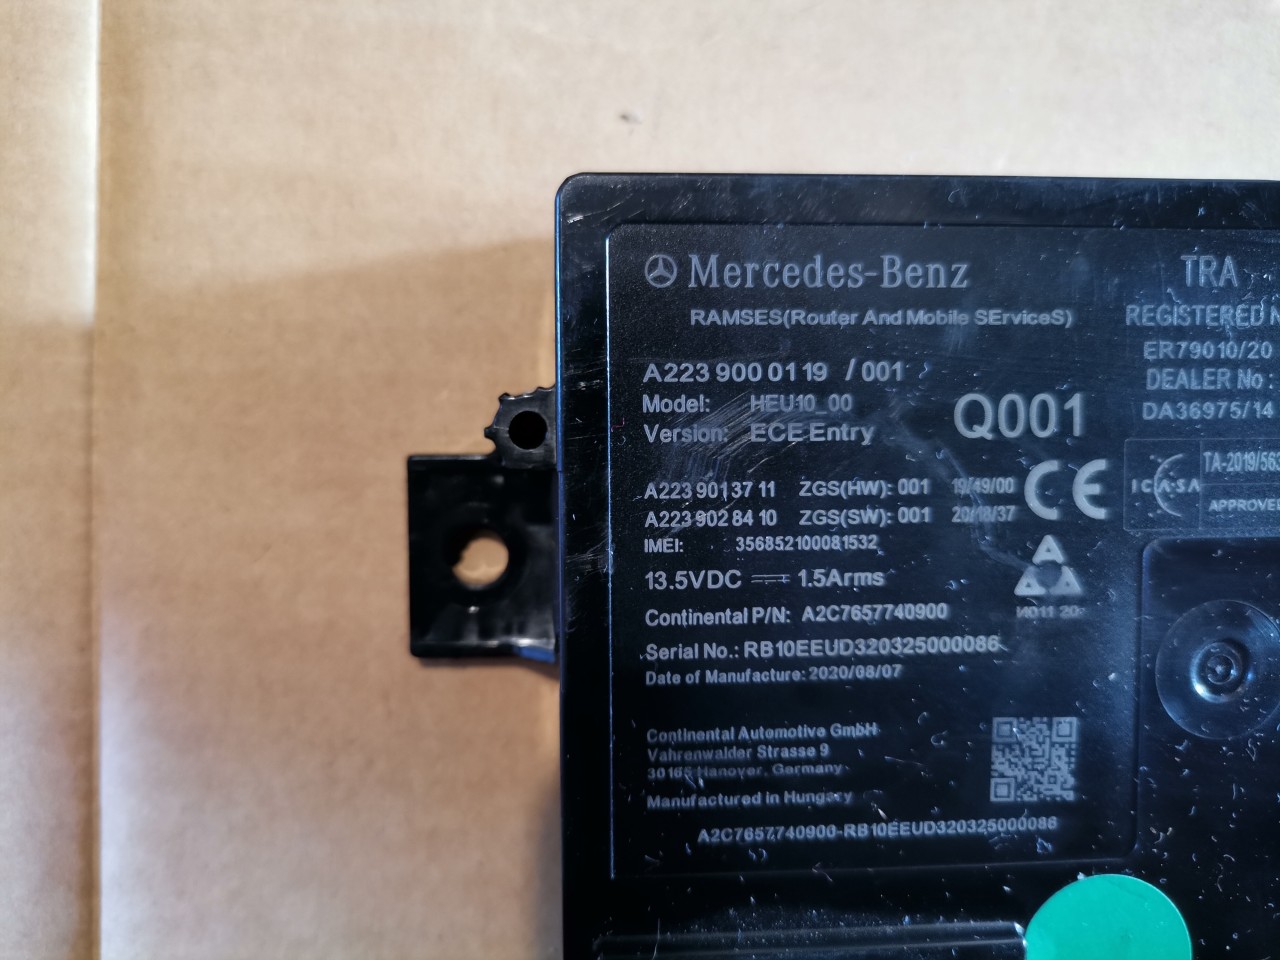 Mercedes-Benz
RAMSES(Router And Mobile SErviceS)
A223 900 01 19 / 001
Model: HEU10_00
Version: ECE Entry
Q001
A223 901 37 11 ZGS(HW): 001 19/49/00
A223 902 84 10 ZGS(SW): 001 20/18/37
IMEI: 356852100081532
13.5VDC 1.5Arms
Continental P/N: A2C7657740900
Serial No.: RB10EEUD320325000086
Date of Manufacture: 2020/08/07
CE
Continental Automotive GmbH
Vahrenwalder Strasse 9
30165 Hanover, Germany
Manufactured in Hungary
A2C7657740900-RB10EEUD320325000086
TRA
REGISTERED
ER79010/20
DEALER No :
DA36975/14
ICASA
TA-2019/563
APPROVED